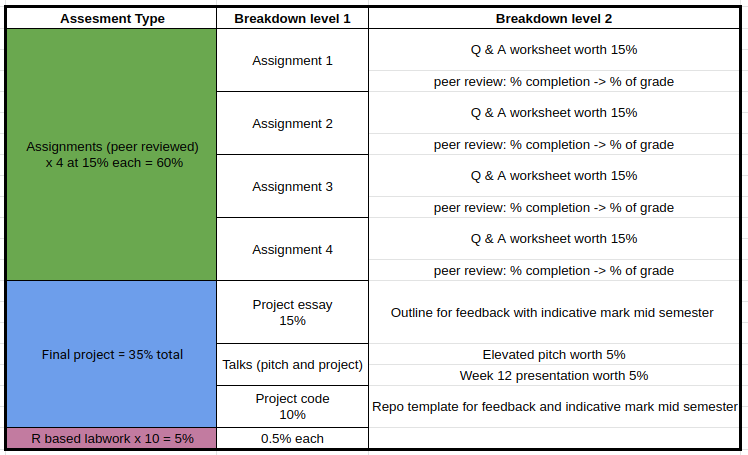 Assesment Type
Breakdown level 1
Breakdown level 2
Assignments (peer reviewed)
x 4 at 15% each = 60%
Assignment 1
Q & A worksheet worth 15%
peer review: % completion -> % of grade
Assignment 2
Q & A worksheet worth 15%
peer review: % completion -> % of grade
Assignment 3
Q & A worksheet worth 15%
peer review: % completion -> % of grade
Assignment 4
Q & A worksheet worth 15%
peer review: % completion -> % of grade
Final project = 35% total
Project essay
15%
Outline for feedback with indicative mark mid semester
Talks (pitch and project)
Elevated pitch worth 5%
Week 12 presentation worth 5%
Project code
10%
Repo template for feedback and indicative mark mid semester
R based labwork x 10 = 5%
0.5% each